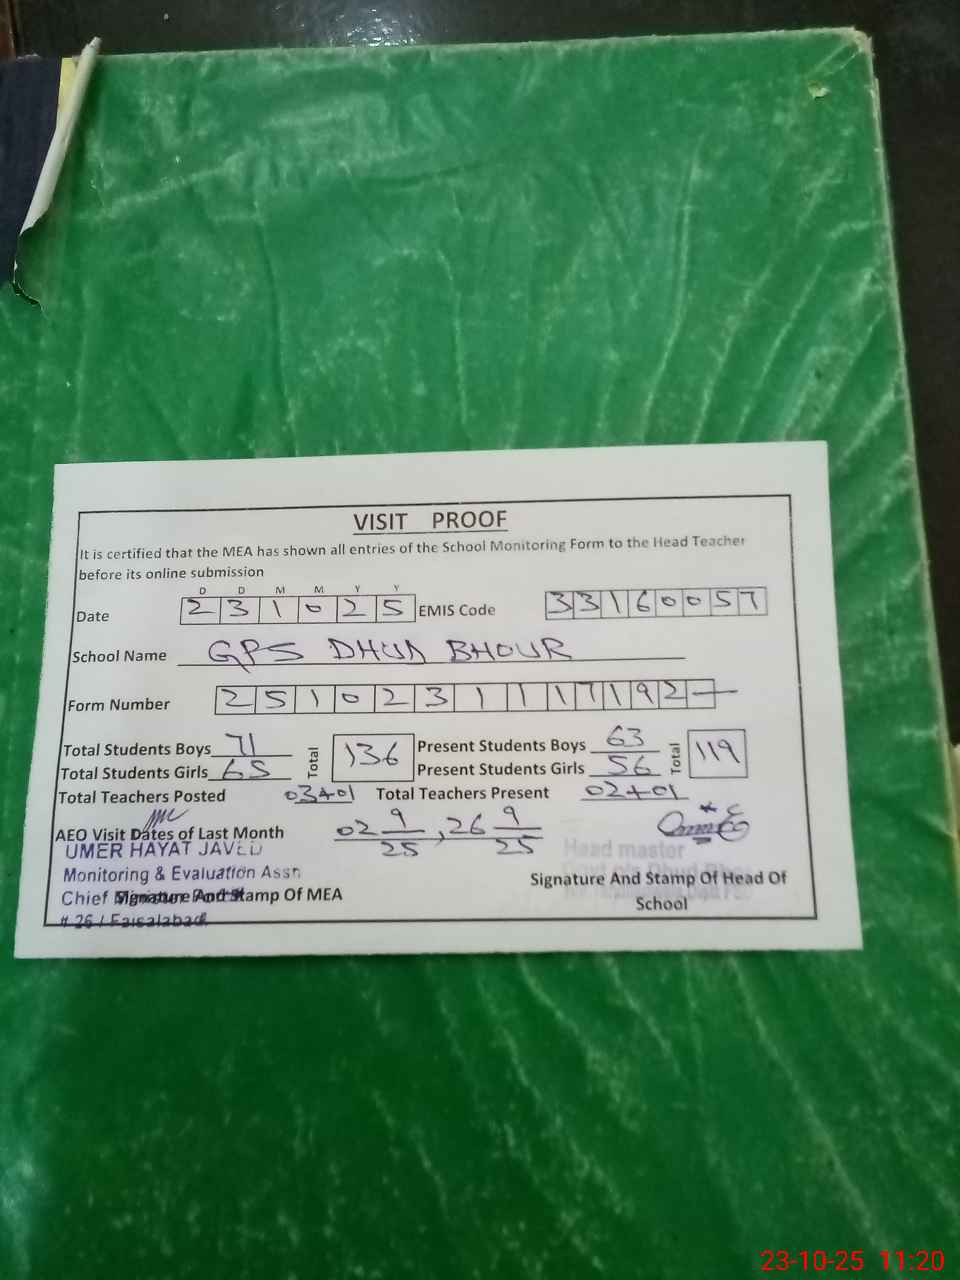 VISIT PROOF
It is certified that the MEA has shown all entries of the School Monitoring Form to the Head Teacher
before its online submission
D D M M Y Y
Date 2 3 1 0 2 5 EMIS Code 3 3 1 6 0 0 5 7
School Name GPS DHUD BHOUR
Form Number 2 5 1 0 2 3 1 1 1 7 1 9 2 —
Total Students Boys 71 Total 136 Present Students Boys 63 Total 119
Total Students Girls 65 Present Students Girls 56
Total Teachers Posted 03+01 Total Teachers Present 02+01
AEO Visit Dates of Last Month 02 9/25, 26 9/25
UMER HAYAT JAVED
Head master
Monitoring & Evaluation Asst
Signature And Stamp Of Head Of
School
Chief
Signature And Stamp Of MEA
# 26 / Faisalabad
23-10-25 11:20